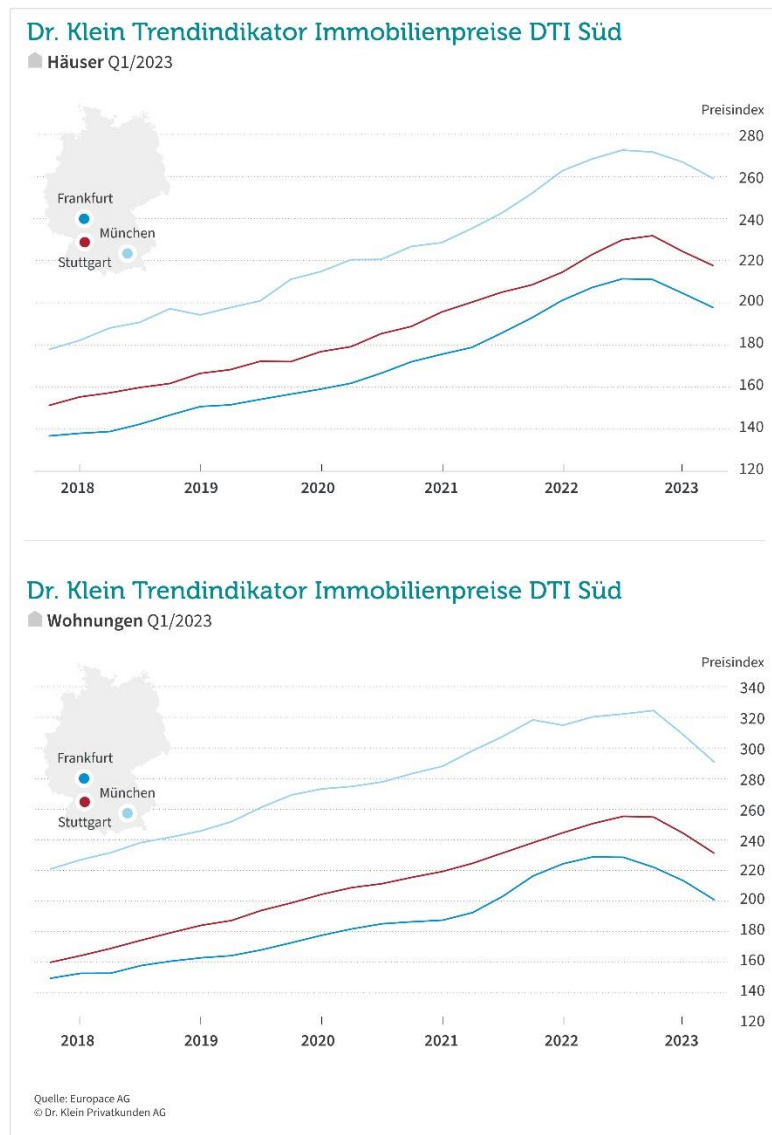 Dr. Klein Trendindikator Immobilienpreise DTI Süd
Häuser Q1/2023
Preisindex
280
260
240
220
200
180
160
140
120
Frankfurt
München
Stuttgart
2018 2019 2020 2021 2022 2023
Dr. Klein Trendindikator Immobilienpreise DTI Süd
Wohnungen Q1/2023
Preisindex
340
320
300
280
260
240
220
200
180
160
140
120
Frankfurt
München
Stuttgart
2018 2019 2020 2021 2022 2023
Quelle: Europace AG
© Dr. Klein Privatkunden AG